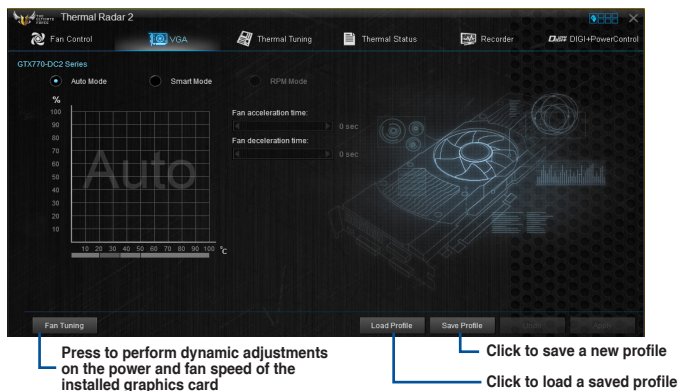 Thermal Radar 2
Fan Control
VGA
Thermal Tuning
Thermal Status
Recorder
DIGI+PowerControl
GTX770-DC2 Series
Auto Mode
Smart Mode
RPM Mode
%
100
90
80
70
60
50
40
30
20
10
Auto
10 20 30 40 50 60 70 80 90 100 °C
Fan acceleration time:
0 sec
Fan deceleration time:
0 sec
Fan Tuning
Load Profile
Save Profile
Undo
Apply
Press to perform dynamic adjustments
on the power and fan speed of the
installed graphics card
Click to save a new profile
Click to load a saved profile